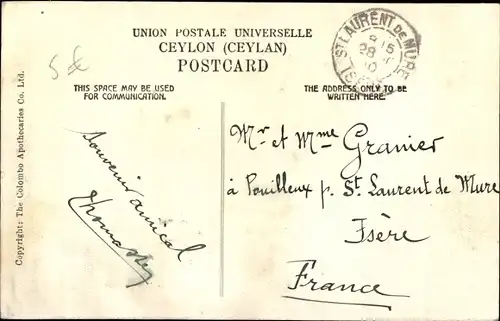 UNION POSTALE UNIVERSELLE
CEYLON (CEYLAN)
POSTCARD
THIS SPACE MAY BE USED
FOR COMMUNICATION.
THE ADDRESS ONLY TO BE
WRITTEN HERE.
ST LAURENT DE MURE
Copyright: The Colombo Apothecaries Co. Ltd.
Souvenir amical
Mr et Mme Granier
à Pouilleux p. St Laurent de Mure
Isère
France